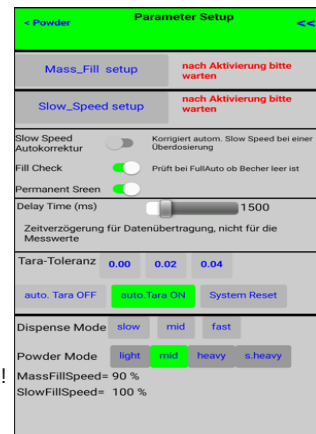 < Powder Parameter Setup <<
Mass_Fill setup nach Aktivierung bitte
warten
Slow_Speed setup nach Aktivierung bitte
warten
Slow Speed Korrigiert autom. Slow Speed bei einer
Autokorrektur Überdosierung
Fill Check Prüft bei FullAuto ob Becher leer ist
Permanent Sreen
Delay Time (ms) 1500
Zeitverzögerung für Datenübertragung, nicht für die
Messwerte
Tara-Toleranz 0.00 0.02 0.04
auto. Tara OFF auto.Tara ON System Reset
Dispense Mode slow mid fast
Powder Mode light mid heavy s.heavy
! MassFillSpeed= 90 %
SlowFillSpeed= 100 %